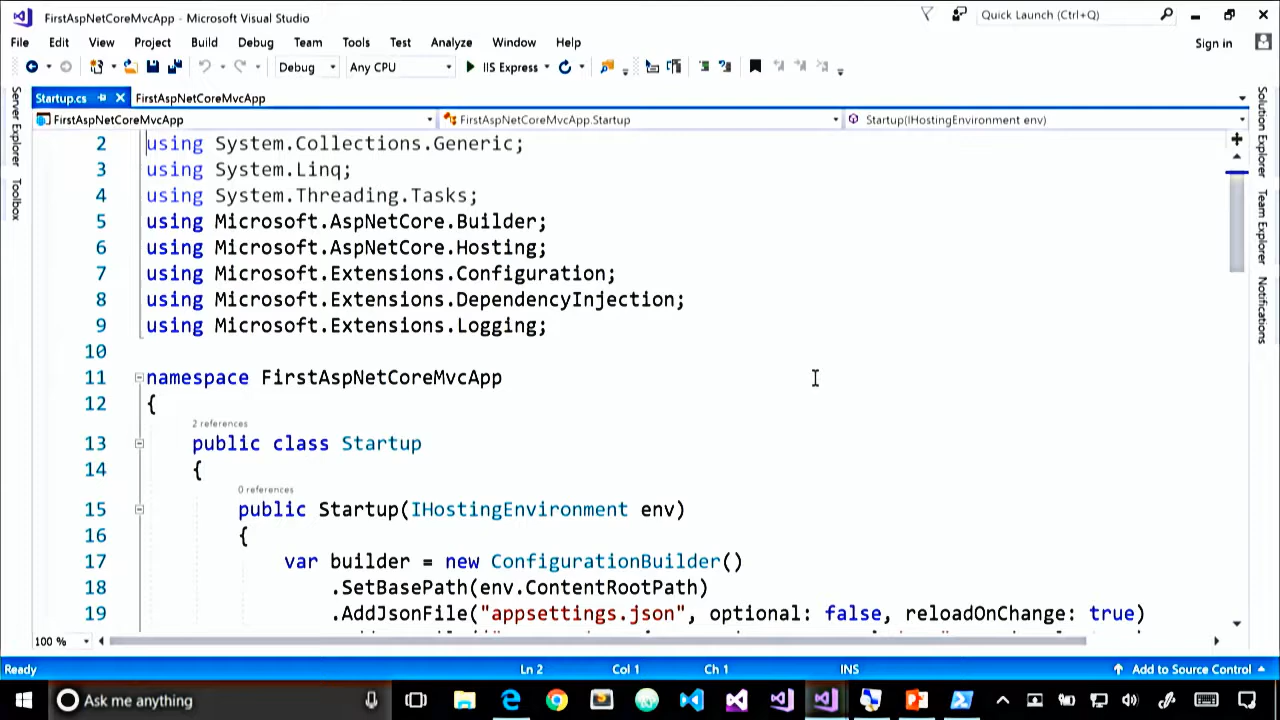 FirstAspNetCoreMvcApp - Microsoft Visual Studio
Quick Launch (Ctrl+Q)
File Edit View Project Build Debug Team Tools Test Analyze Window Help
Sign in
Debug Any CPU IIS Express
Startup.cs FirstAspNetCoreMvcApp
FirstAspNetCoreMvcApp FirstAspNetCoreMvcApp.Startup Startup(IHostingEnvironment env)
Server Explorer
Toolbox
Solution Explorer
Team Explorer
Notifications
2 using System.Collections.Generic;
3 using System.Linq;
4 using System.Threading.Tasks;
5 using Microsoft.AspNetCore.Builder;
6 using Microsoft.AspNetCore.Hosting;
7 using Microsoft.Extensions.Configuration;
8 using Microsoft.Extensions.DependencyInjection;
9 using Microsoft.Extensions.Logging;
10
11 namespace FirstAspNetCoreMvcApp
12 {
2 references
13 public class Startup
14 {
0 references
15 public Startup(IHostingEnvironment env)
16 {
17 var builder = new ConfigurationBuilder()
18 .SetBasePath(env.ContentRootPath)
19 .AddJsonFile("appsettings.json", optional: false, reloadOnChange: true)
100 %
Ready Ln 2 Col 1 Ch 1 INS Add to Source Control
Ask me anything